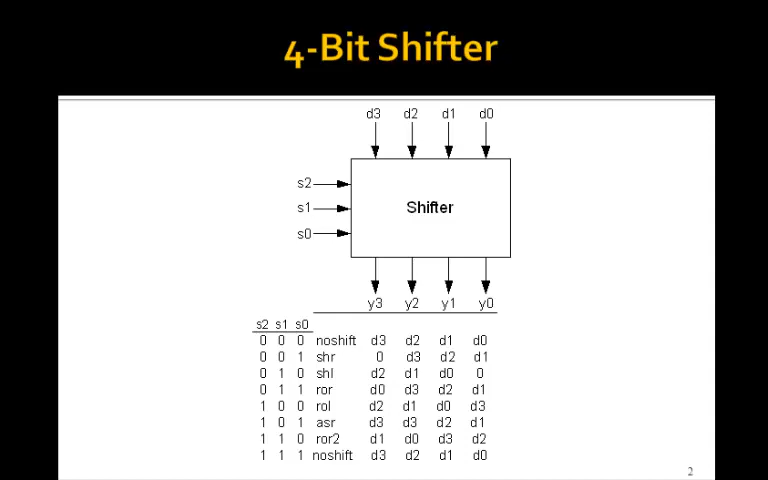 4-Bit Shifter
d3 d2 d1 d0
s2
s1
Shifter
s0
y3 y2 y1 y0
s2 s1 s0
0 0 0 noshift d3 d2 d1 d0
0 0 1 shr 0 d3 d2 d1
0 1 0 shl d2 d1 d0 0
0 1 1 ror d0 d3 d2 d1
1 0 0 rol d2 d1 d0 d3
1 0 1 asr d3 d3 d2 d1
1 1 0 ror2 d1 d0 d3 d2
1 1 1 noshift d3 d2 d1 d0
2